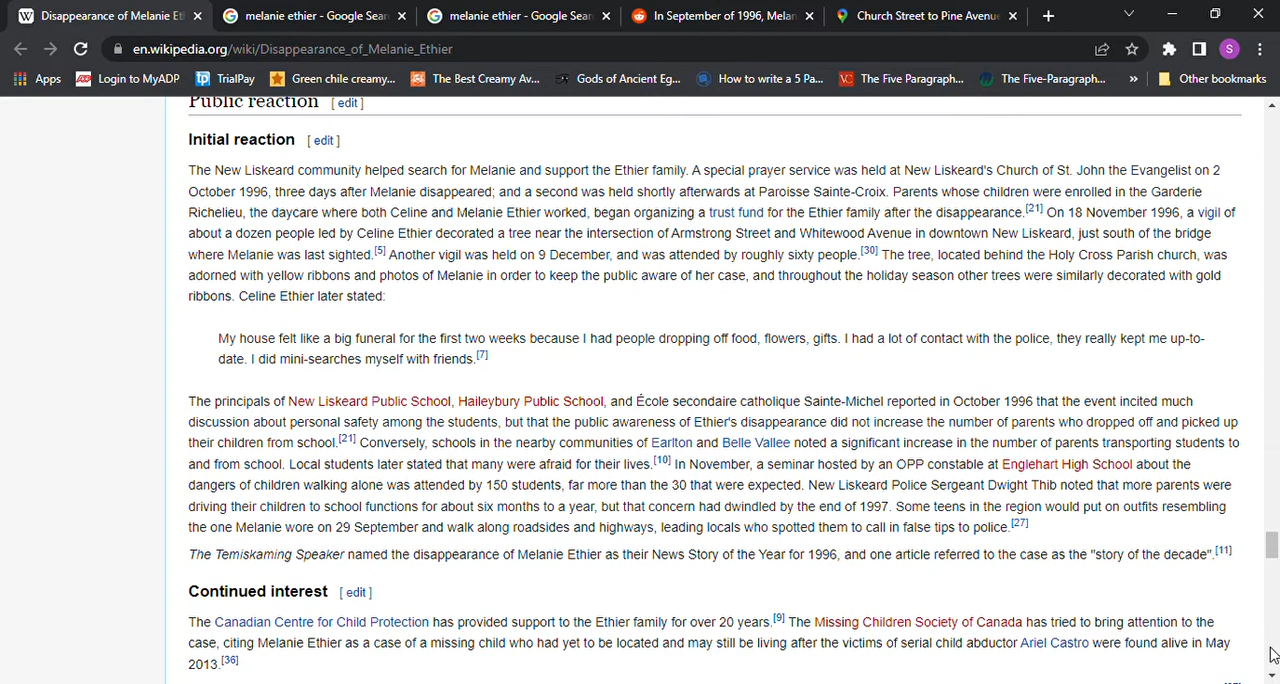 Disappearance of Melanie Et
melanie ethier - Google Sear
melanie ethier - Google Sear
In September of 1996, Melan
Church Street to Pine Avenue
en.wikipedia.org/wiki/Disappearance_of_Melanie_Ethier
S
Apps
Login to MyADP
TrialPay
Green chile creamy...
The Best Creamy Av...
Gods of Ancient Eg...
How to write a 5 Pa...
The Five Paragraph...
The Five-Paragraph...
»
Other bookmarks
Public reaction [ edit ]
Initial reaction [ edit ]
The New Liskeard community helped search for Melanie and support the Ethier family. A special prayer service was held at New Liskeard's Church of St. John the Evangelist on 2
October 1996, three days after Melanie disappeared; and a second was held shortly afterwards at Paroisse Sainte-Croix. Parents whose children were enrolled in the Garderie
Richelieu, the daycare where both Celine and Melanie Ethier worked, began organizing a trust fund for the Ethier family after the disappearance.[21] On 18 November 1996, a vigil of
about a dozen people led by Celine Ethier decorated a tree near the intersection of Armstrong Street and Whitewood Avenue in downtown New Liskeard, just south of the bridge
where Melanie was last sighted.[5] Another vigil was held on 9 December, and was attended by roughly sixty people.[30] The tree, located behind the Holy Cross Parish church, was
adorned with yellow ribbons and photos of Melanie in order to keep the public aware of her case, and throughout the holiday season other trees were similarly decorated with gold
ribbons. Celine Ethier later stated:
My house felt like a big funeral for the first two weeks because I had people dropping off food, flowers, gifts. I had a lot of contact with the police, they really kept me up-to-
date. I did mini-searches myself with friends.[7]
The principals of New Liskeard Public School, Haileybury Public School, and École secondaire catholique Sainte-Michel reported in October 1996 that the event incited much
discussion about personal safety among the students, but that the public awareness of Ethier's disappearance did not increase the number of parents who dropped off and picked up
their children from school.[21] Conversely, schools in the nearby communities of Earlton and Belle Vallee noted a significant increase in the number of parents transporting students to
and from school. Local students later stated that many were afraid for their lives.[10] In November, a seminar hosted by an OPP constable at Englehart High School about the
dangers of children walking alone was attended by 150 students, far more than the 30 that were expected. New Liskeard Police Sergeant Dwight Thib noted that more parents were
driving their children to school functions for about six months to a year, but that concern had dwindled by the end of 1997. Some teens in the region would put on outfits resembling
the one Melanie wore on 29 September and walk along roadsides and highways, leading locals who spotted them to call in false tips to police.[27]
The Temiskaming Speaker named the disappearance of Melanie Ethier as their News Story of the Year for 1996, and one article referred to the case as the "story of the decade".[11]
Continued interest [ edit ]
The Canadian Centre for Child Protection has provided support to the Ethier family for over 20 years.[9] The Missing Children Society of Canada has tried to bring attention to the
case, citing Melanie Ethier as a case of a missing child who had yet to be located and may still be living after the victims of serial child abductor Ariel Castro were found alive in May
2013.[36]